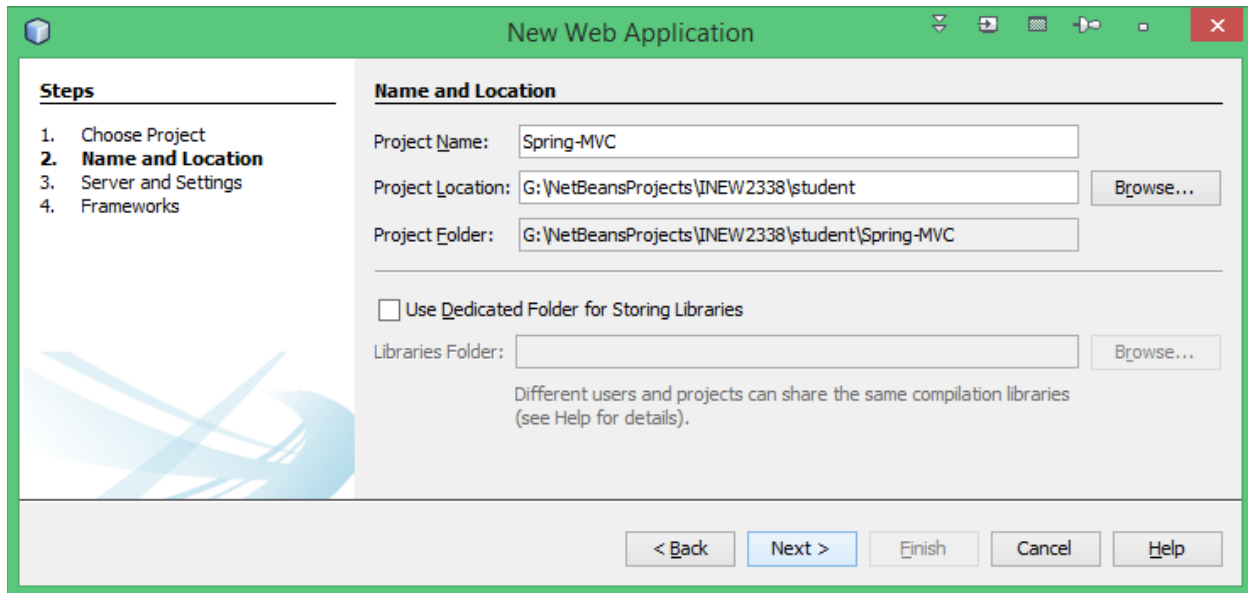 New Web Application
Steps
1. Choose Project
2. Name and Location
3. Server and Settings
4. Frameworks
Name and Location
Project Name: Spring-MVC
Project Location: G:\NetBeansProjects\INEW2338\student Browse...
Project Folder: G:\NetBeansProjects\INEW2338\student\Spring-MVC
Use Dedicated Folder for Storing Libraries
Libraries Folder: Browse...
Different users and projects can share the same compilation libraries
(see Help for details).
< Back Next > Finish Cancel Help